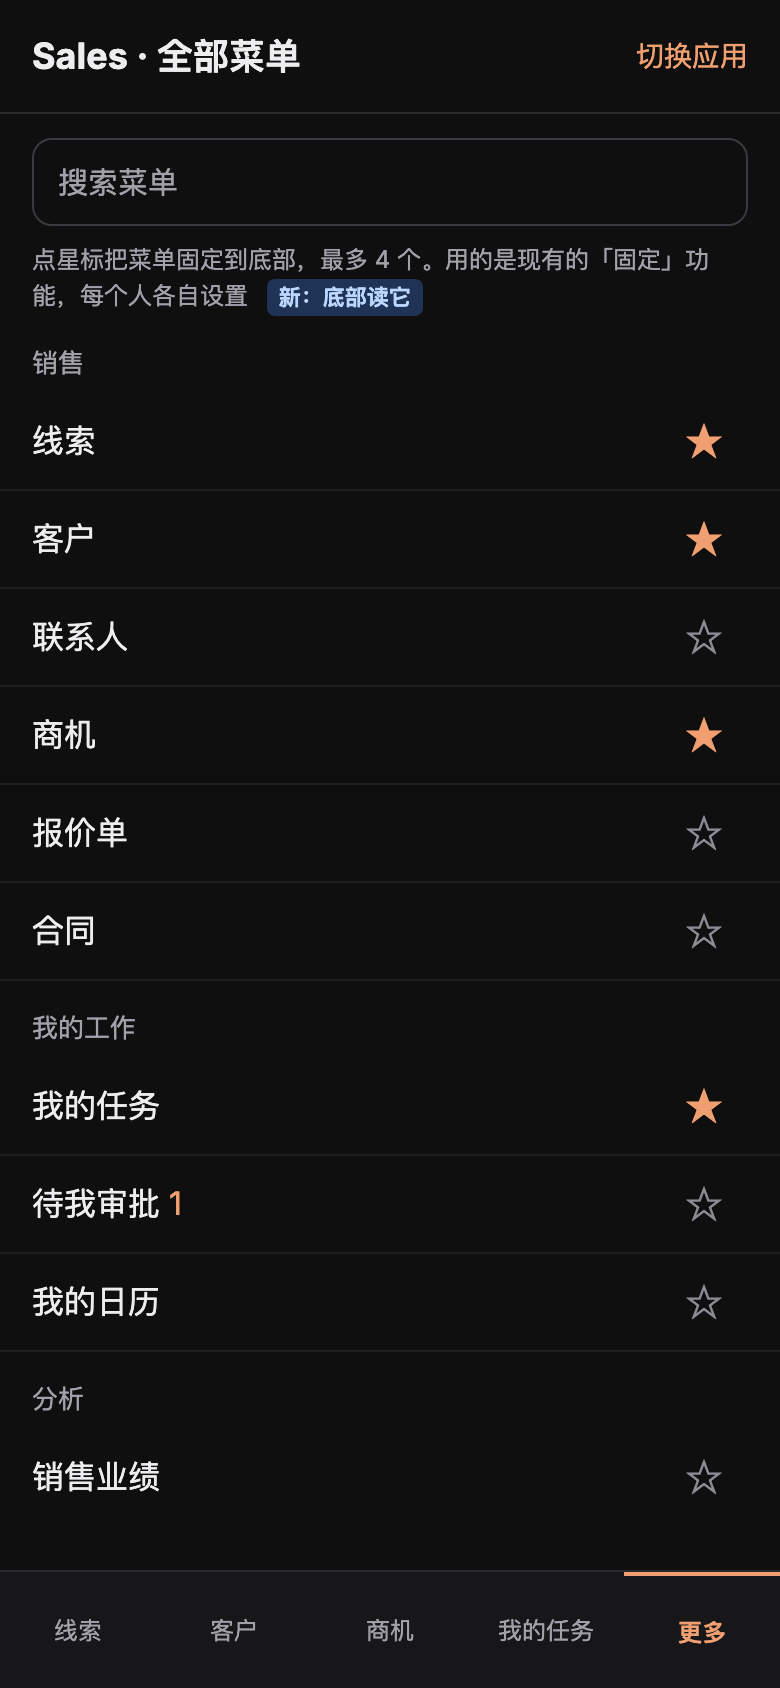 Sales · 全部菜单
切换应用
搜索菜单
点星标把菜单固定到底部，最多 4 个。用的是现有的「固定」功
能，每个人各自设置 新：底部读它
销售
线索
客户
联系人
商机
报价单
合同
我的工作
我的任务
待我审批 1
我的日历
分析
销售业绩
线索 客户 商机 我的任务 更多